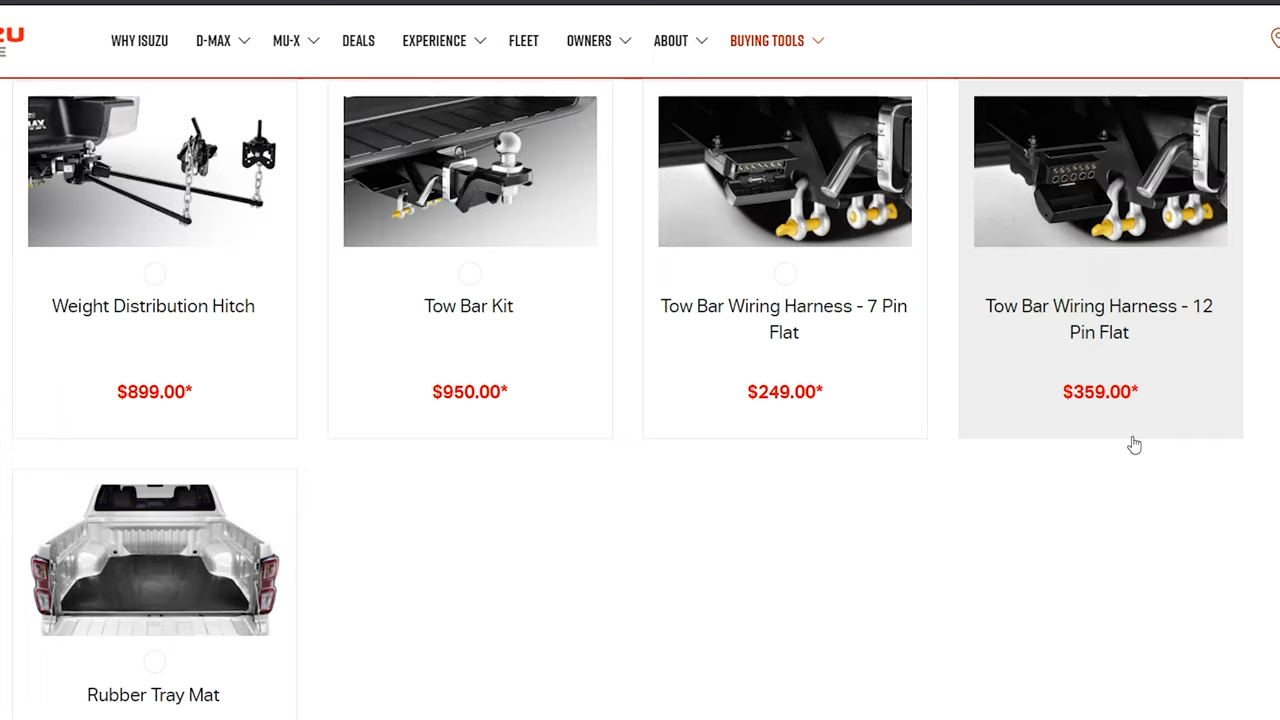 WHY ISUZU D-MAX MU-X DEALS EXPERIENCE FLEET OWNERS ABOUT BUYING TOOLS
Weight Distribution Hitch
$899.00*
Tow Bar Kit
$950.00*
Tow Bar Wiring Harness - 7 Pin
Flat
$249.00*
Tow Bar Wiring Harness - 12
Pin Flat
$359.00*
Rubber Tray Mat